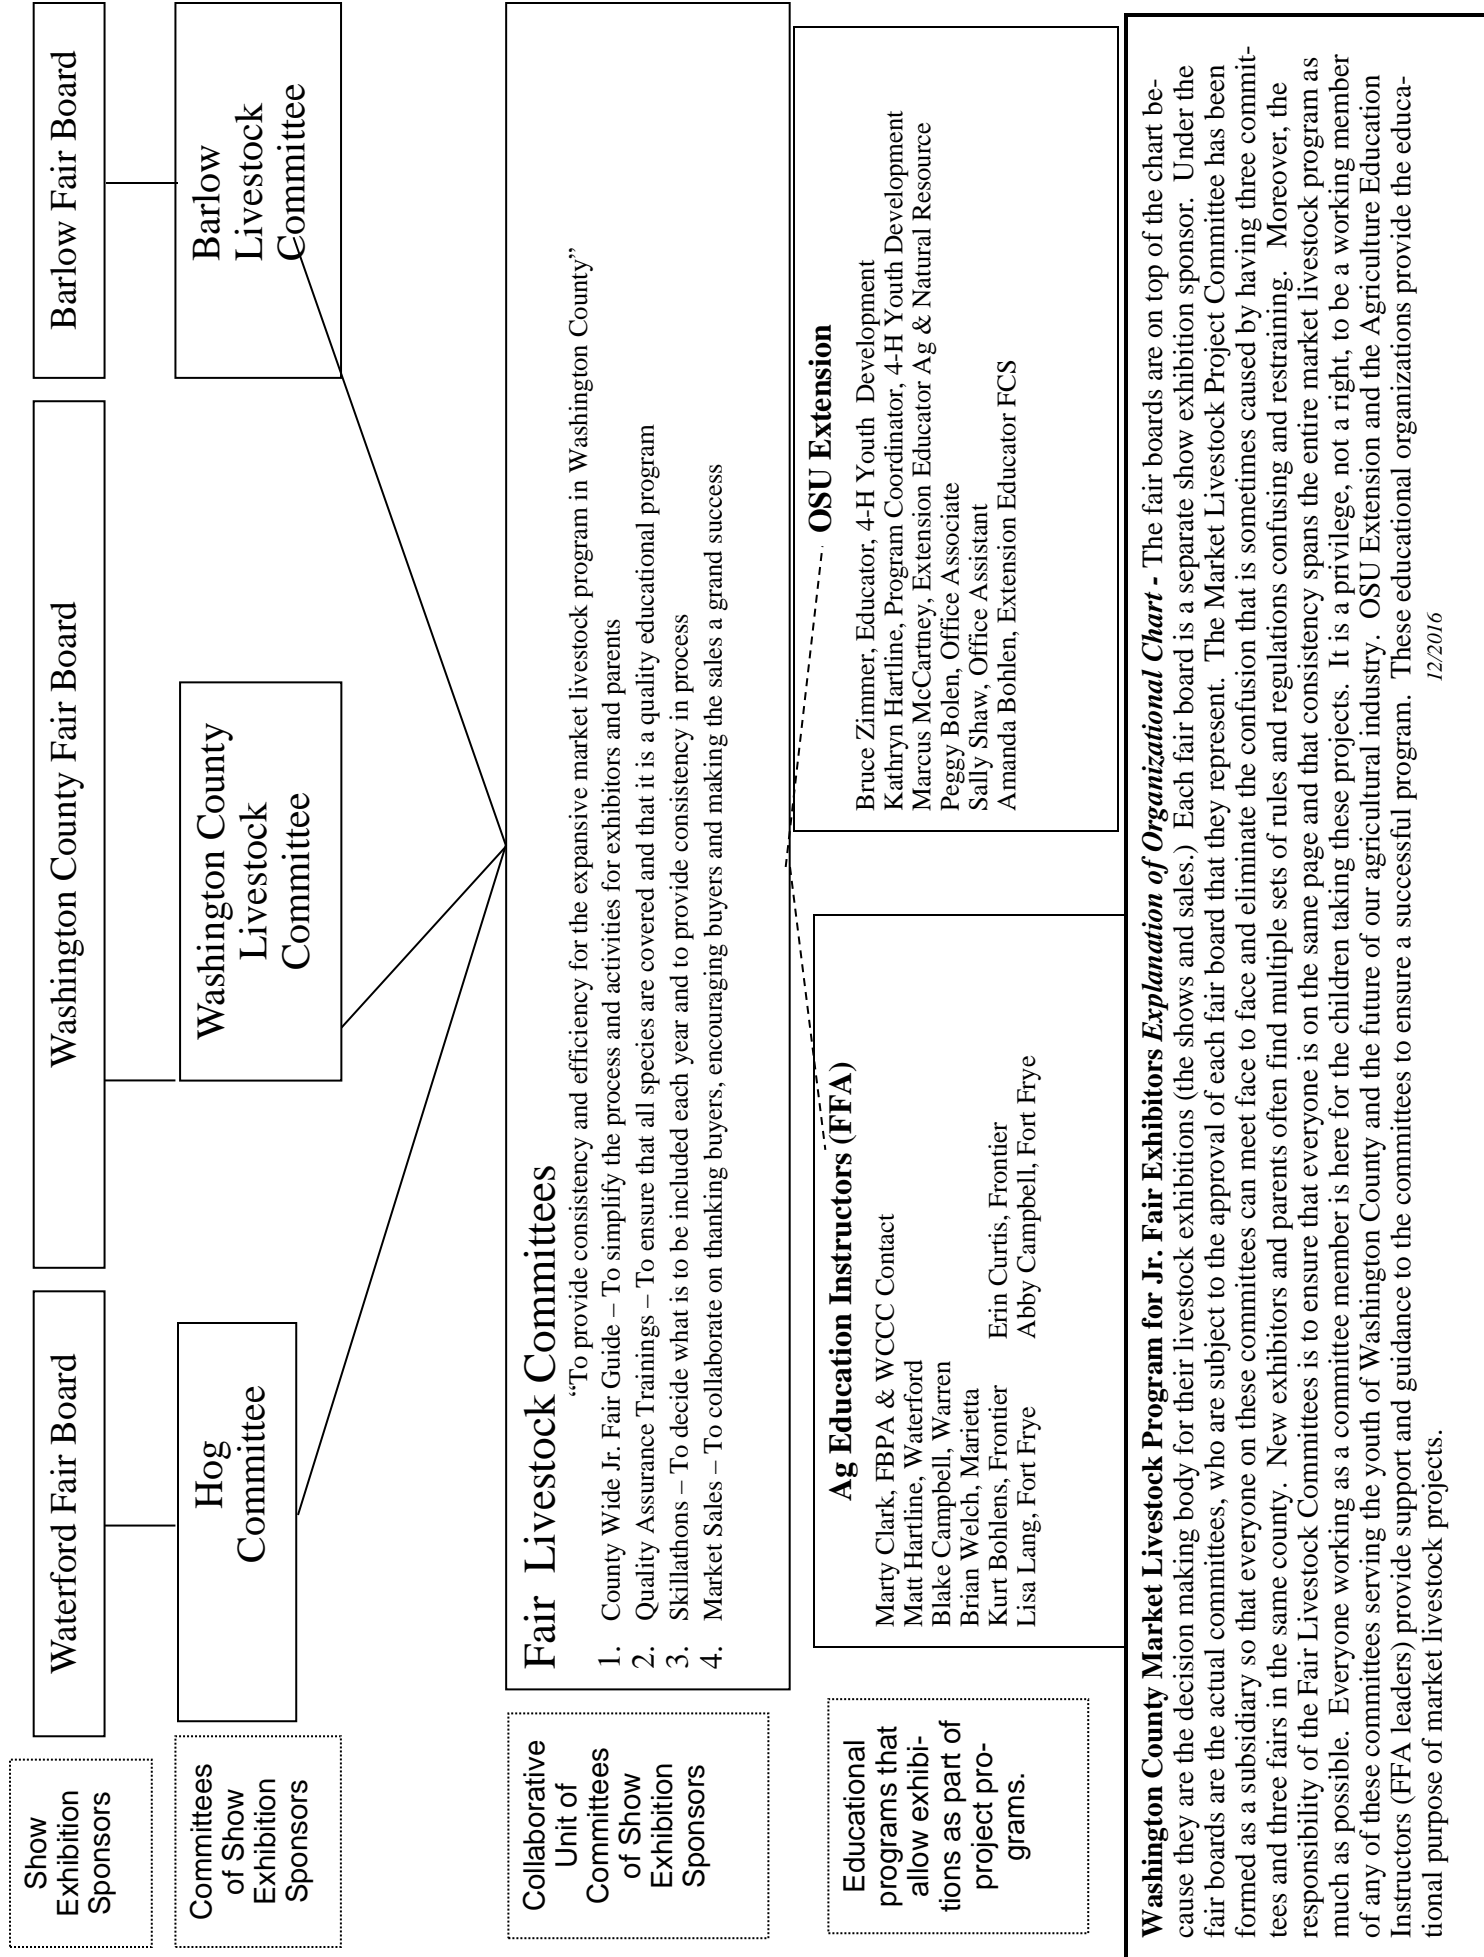 Show
Exhibition
Sponsors
Waterford Fair Board
Washington County Fair Board
Barlow Fair Board
Committees
of Show
Exhibition
Sponsors
Hog
Committee
Washington County
Livestock
Committee
Barlow
Livestock
Committee
Collaborative
Unit of
Committees
of Show
Exhibition
Sponsors
Fair Livestock Committees
“To provide consistency and efficiency for the expansive market livestock program in Washington County”
1. County Wide Jr. Fair Guide – To simplify the process and activities for exhibitors and parents
2. Quality Assurance Trainings – To ensure that all species are covered and that it is a quality educational program
3. Skillathons – To decide what is to be included each year and to provide consistency in process
4. Market Sales – To collaborate on thanking buyers, encouraging buyers and making the sales a grand success
Educational
programs that
allow exhibi-
tions as part of
project pro-
grams.
Ag Education Instructors (FFA)
Marty Clark, FBPA & WCCC Contact
Matt Hartline, Waterford
Blake Campbell, Warren
Brian Welch, Marietta
Kurt Bohlens, Frontier Erin Curtis, Frontier
Lisa Lang, Fort Frye Abby Campbell, Fort Frye
OSU Extension
Bruce Zimmer, Educator, 4-H Youth Development
Kathryn Hartline, Program Coordinator, 4-H Youth Development
Marcus McCartney, Extension Educator Ag & Natural Resource
Peggy Bolen, Office Associate
Sally Shaw, Office Assistant
Amanda Bohlen, Extension Educator FCS
Washington County Market Livestock Program for Jr. Fair Exhibitors Explanation of Organizational Chart - The fair boards are on top of the chart be-
cause they are the decision making body for their livestock exhibitions (the shows and sales.) Each fair board is a separate show exhibition sponsor. Under the
fair boards are the actual committees, who are subject to the approval of each fair board that they represent. The Market Livestock Project Committee has been
formed as a subsidiary so that everyone on these committees can meet face to face and eliminate the confusion that is sometimes caused by having three commit-
tees and three fairs in the same county. New exhibitors and parents often find multiple sets of rules and regulations confusing and restraining. Moreover, the
responsibility of the Fair Livestock Committees is to ensure that everyone is on the same page and that consistency spans the entire market livestock program as
much as possible. Everyone working as a committee member is here for the children taking these projects. It is a privilege, not a right, to be a working member
of any of these committees serving the youth of Washington County and the future of our agricultural industry. OSU Extension and the Agriculture Education
Instructors (FFA leaders) provide support and guidance to the committees to ensure a successful program. These educational organizations provide the educa-
tional purpose of market livestock projects.
12/2016